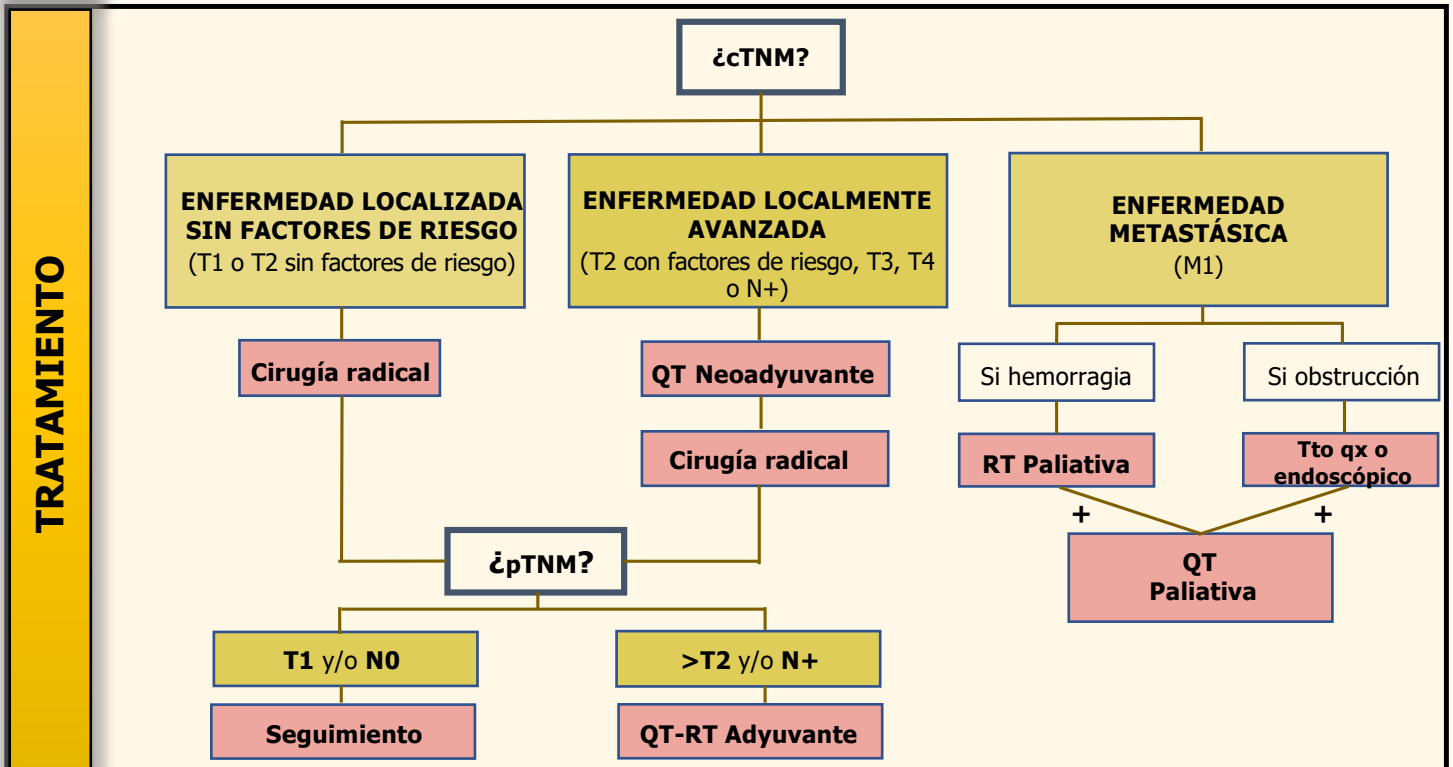 TRATAMIENTO
¿cTNM?
ENFERMEDAD LOCALIZADA
SIN FACTORES DE RIESGO
(T1 o T2 sin factores de riesgo)
ENFERMEDAD LOCALMENTE
AVANZADA
(T2 con factores de riesgo, T3, T4
o N+)
ENFERMEDAD
METASTÁSICA
(M1)
Cirugía radical
QT Neoadyuvante
Cirugía radical
Si hemorragia
Si obstrucción
RT Paliativa
Tto qx o
endoscópico
+
+
QT
Paliativa
¿pTNM?
T1 y/o N0
>T2 y/o N+
Seguimiento
QT-RT Adyuvante